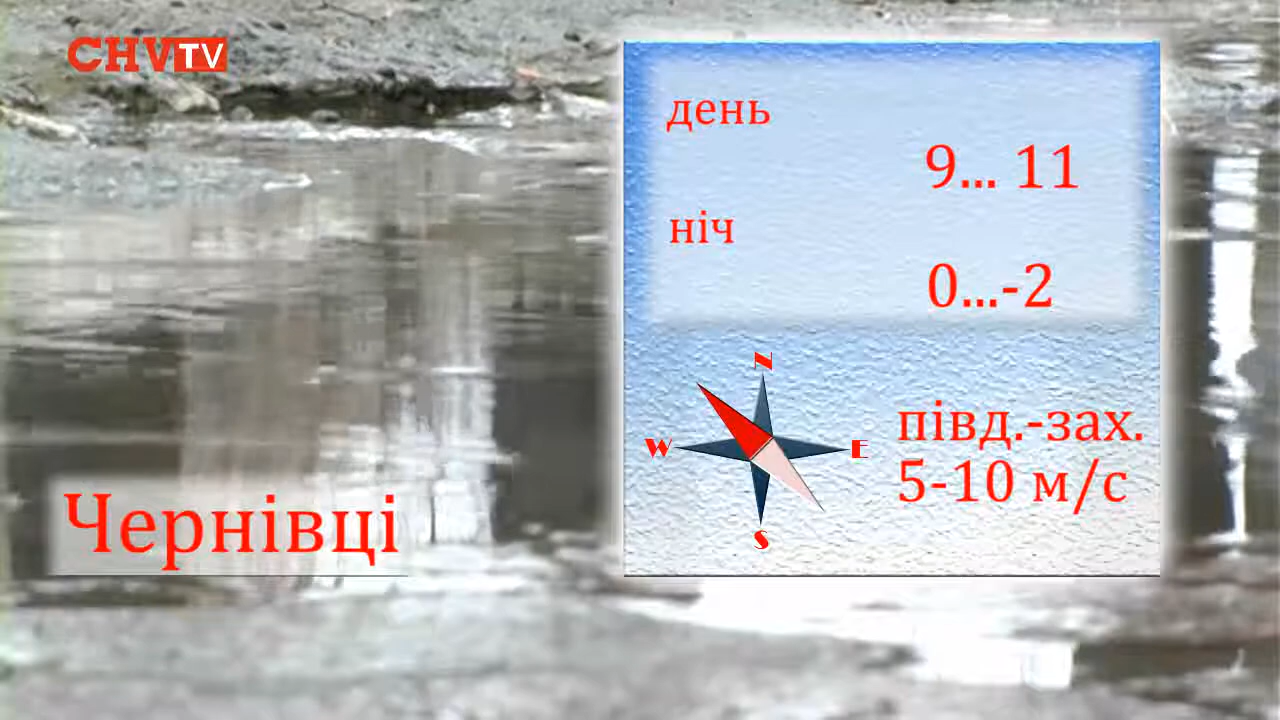 CHVTV
день
9... 11
ніч
0...-2
N
W
E
S
півд.-зах.
5-10 м/с
Чернівці